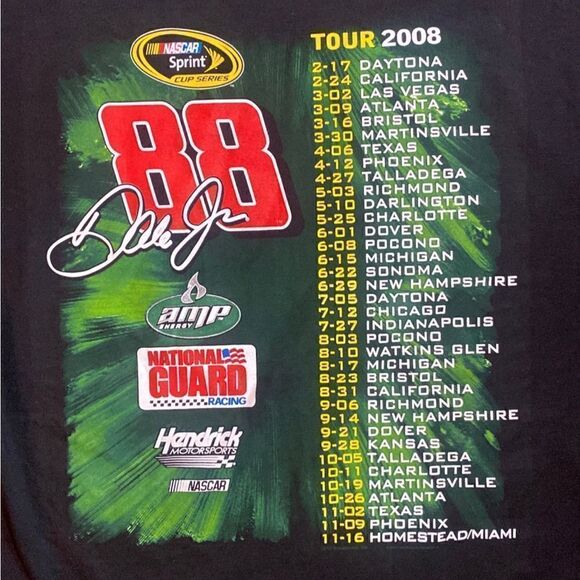 NASCAR
Sprint
CUP SERIES
88
Dale Jr.
amp
ENERGY
NATIONAL
GUARD
RACING
Hendrick
MOTORSPORTS
NASCAR
TOUR 2008
2-17 DAYTONA
2-24 CALIFORNIA
3-02 LAS VEGAS
3-09 ATLANTA
3-16 BRISTOL
3-30 MARTINSVILLE
4-06 TEXAS
4-12 PHOENIX
4-27 TALLADEGA
5-03 RICHMOND
5-10 DARLINGTON
5-25 CHARLOTTE
6-01 DOVER
6-08 POCONO
6-15 MICHIGAN
6-22 SONOMA
6-29 NEW HAMPSHIRE
7-05 DAYTONA
7-12 CHICAGO
7-27 INDIANAPOLIS
8-03 POCONO
8-10 WATKINS GLEN
8-17 MICHIGAN
8-23 BRISTOL
8-31 CALIFORNIA
9-06 RICHMOND
9-14 NEW HAMPSHIRE
9-21 DOVER
9-28 KANSAS
10-05 TALLADEGA
10-11 CHARLOTTE
10-19 MARTINSVILLE
10-26 ATLANTA
11-02 TEXAS
11-09 PHOENIX
11-16 HOMESTEAD/MIAMI